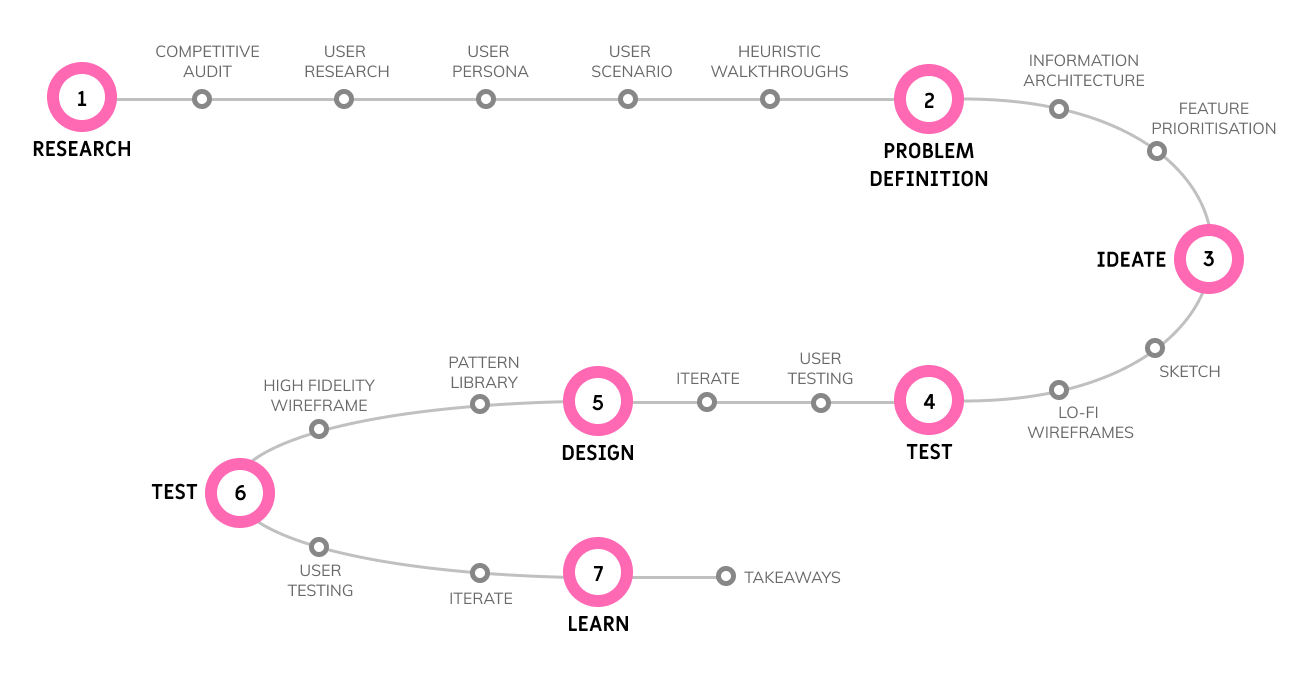 1
RESEARCH
COMPETITIVE
AUDIT
USER
RESEARCH
USER
PERSONA
USER
SCENARIO
HEURISTIC
WALKTHROUGHS
2
PROBLEM
DEFINITION
INFORMATION
ARCHITECTURE
FEATURE
PRIORITISATION
IDEATE
3
SKETCH
LO-FI
WIREFRAMES
4
TEST
USER
TESTING
ITERATE
5
DESIGN
PATTERN
LIBRARY
HIGH FIDELITY
WIREFRAME
TEST
6
USER
TESTING
ITERATE
7
LEARN
TAKEAWAYS